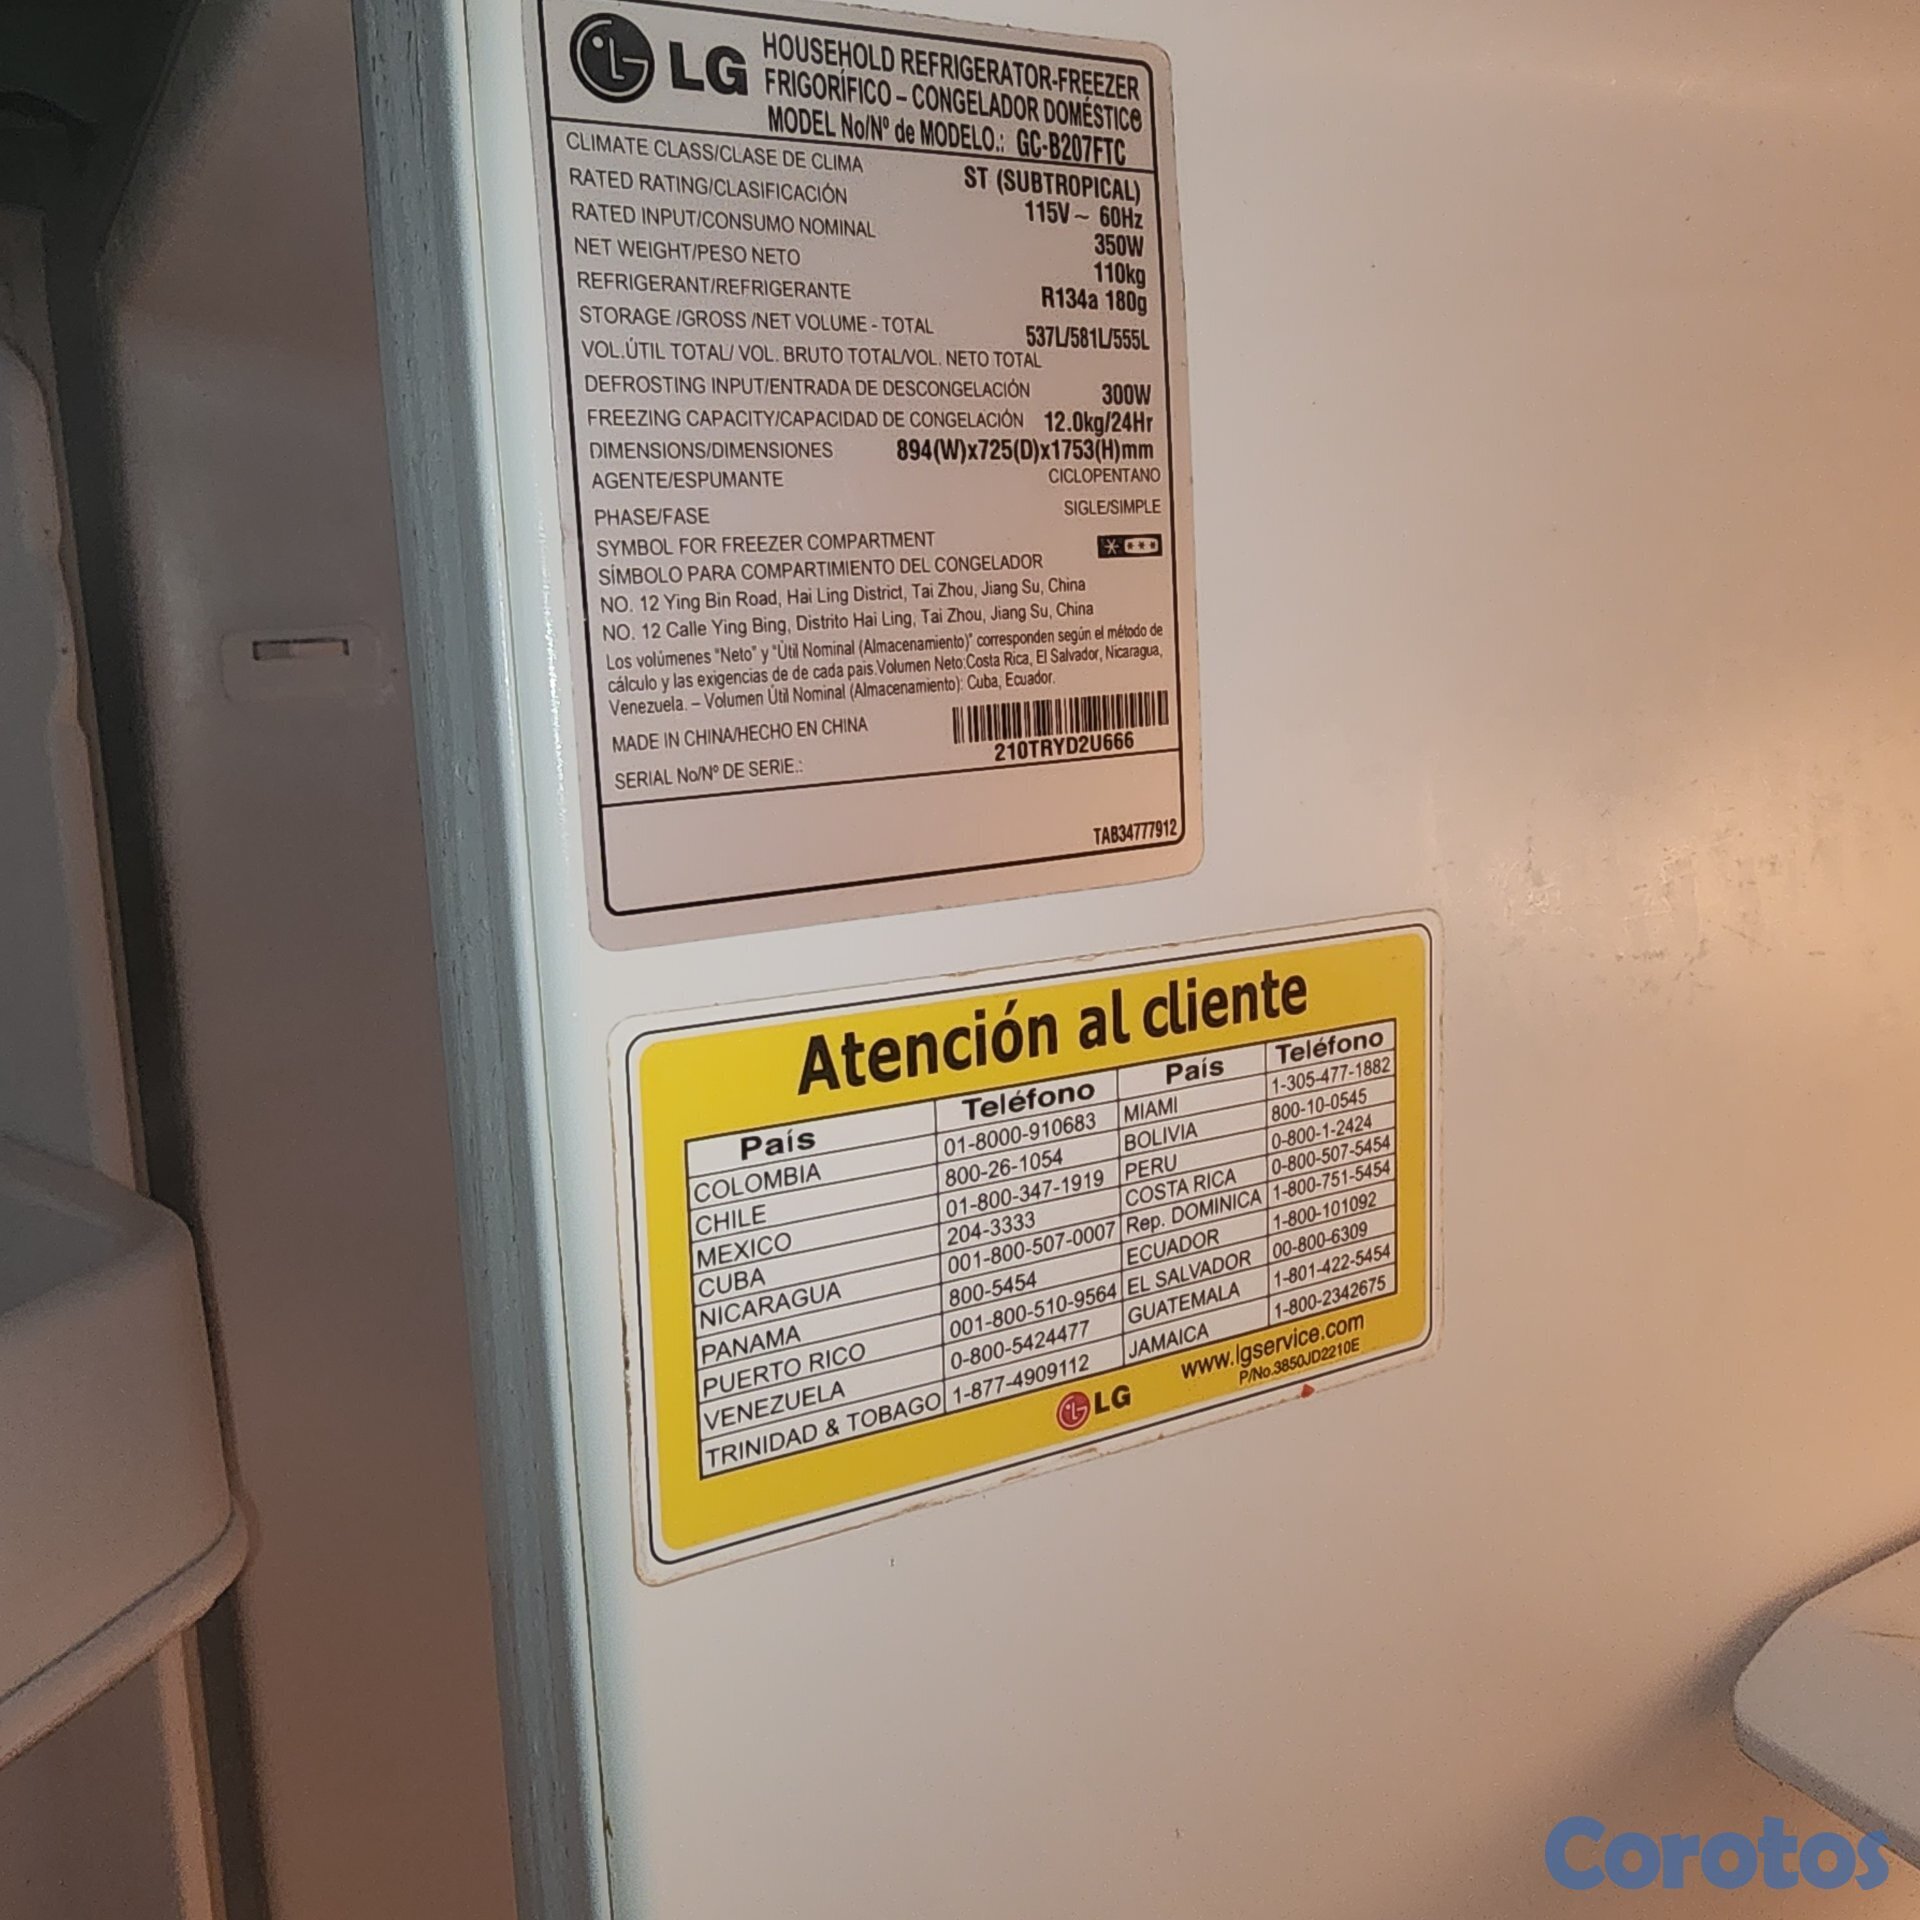 LG
HOUSEHOLD REFRIGERATOR-FREEZER
FRIGORÍFICO – CONGELADOR DOMÉSTICO
MODEL No/Nº de MODELO.: GC-B207FTC
CLIMATE CLASS/CLASE DE CLIMA ST (SUBTROPICAL)
RATED RATING/CLASIFICACIÓN 115V ~ 60Hz
RATED INPUT/CONSUMO NOMINAL 350W
NET WEIGHT/PESO NETO 110kg
REFRIGERANT/REFRIGERANTE R134a 180g
STORAGE /GROSS /NET VOLUME - TOTAL 537L/581L/555L
VOL.ÚTIL TOTAL/ VOL. BRUTO TOTAL/VOL. NETO TOTAL
DEFROSTING INPUT/ENTRADA DE DESCONGELACIÓN 300W
FREEZING CAPACITY/CAPACIDAD DE CONGELACIÓN 12.0kg/24Hr
DIMENSIONS/DIMENSIONES 894(W)x725(D)x1753(H)mm
AGENTE/ESPUMANTE CICLOPENTANO
PHASE/FASE SIGLE/SIMPLE
SYMBOL FOR FREEZER COMPARTMENT
SÍMBOLO PARA COMPARTIMIENTO DEL CONGELADOR
NO. 12 Ying Bin Road, Hai Ling District, Tai Zhou, Jiang Su, China
NO. 12 Calle Ying Bing, Distrito Hai Ling, Tai Zhou, Jiang Su, China
Los volúmenes "Neto" y "Útil Nominal (Almacenamiento)" corresponden según el método de
cálculo y las exigencias de de cada pais.Volumen Neto:Costa Rica, El Salvador, Nicaragua,
Venezuela. – Volumen Útil Nominal (Almacenamiento): Cuba, Ecuador.
MADE IN CHINA/HECHO EN CHINA
210TRYD2U666
SERIAL No/Nº DE SERIE.:
TAB34777912
Atención al cliente
País Teléfono País Teléfono
COLOMBIA 01-8000-910683 MIAMI 1-305-477-1882
CHILE 800-26-1054 BOLIVIA 800-10-0545
MEXICO 01-800-347-1919 PERU 0-800-1-2424
CUBA 204-3333 COSTA RICA 0-800-507-5454
NICARAGUA 001-800-507-0007 Rep. DOMINICA 1-800-751-5454
PANAMA 800-5454 ECUADOR 1-800-101092
PUERTO RICO 001-800-510-9564 EL SALVADOR 00-800-6309
VENEZUELA 0-800-5424477 GUATEMALA 1-801-422-5454
TRINIDAD & TOBAGO 1-877-4909112 JAMAICA 1-800-2342675
LG www.lgservice.com
P/No.3850JD2210E
Corotos